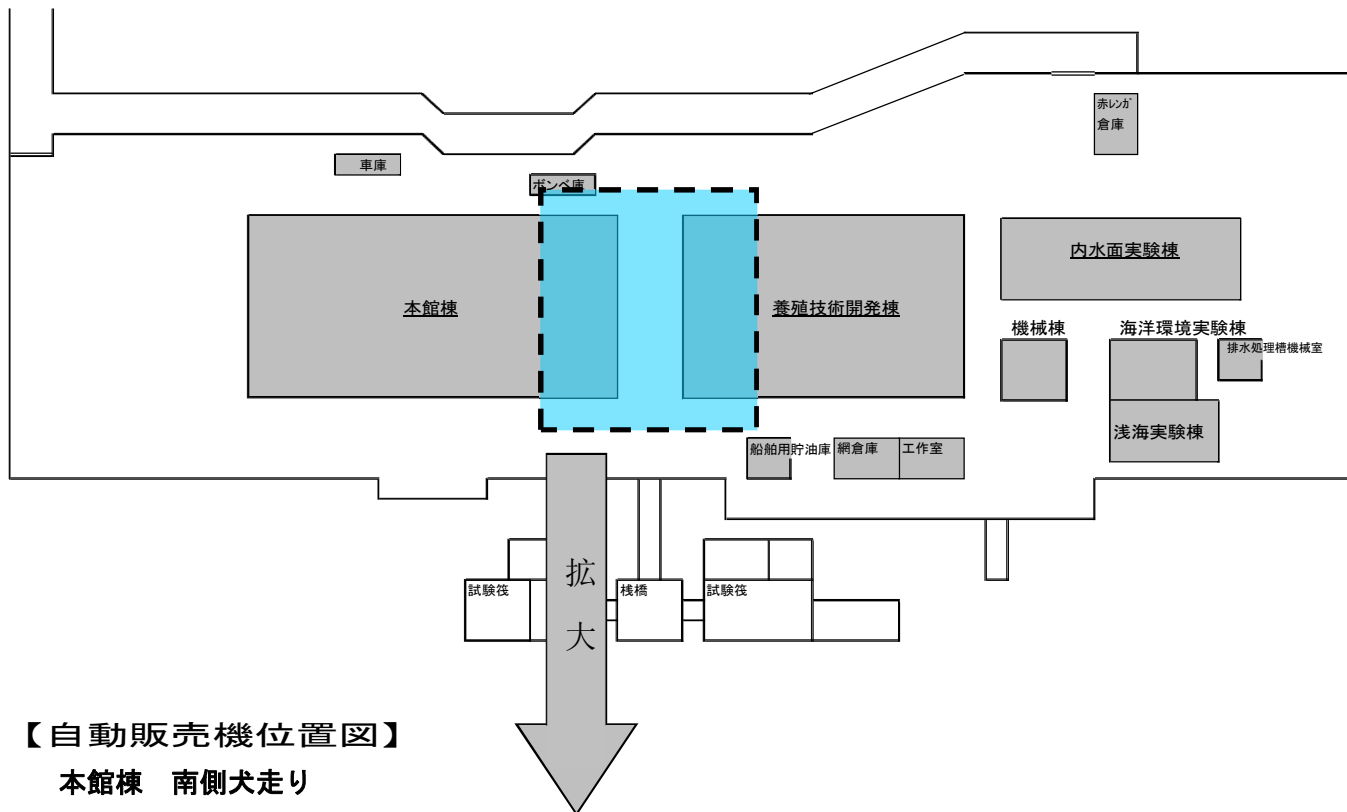 赤ﾚﾝｶﾞ
倉庫
車庫
ボンベ庫
内水面実験棟
本館棟
養殖技術開発棟
機械棟
海洋環境実験棟
排水処理槽機械室
浅海実験棟
船舶用貯油庫
網倉庫
工作室
拡
大
試験筏
桟橋
試験筏
【自動販売機位置図】
本館棟　南側犬走り